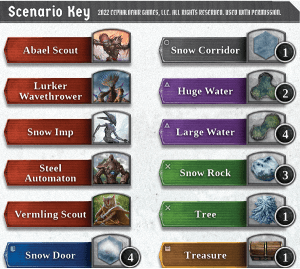 Scenario Key 2022 CEPHALOFAIR GAMES, LLC. ALL RIGHTS RESERVED. USED WITH PERMISSION.
Abael Scout
Lurker
Wavethrower
Snow Imp
Steel
Automaton
Vermling Scout
Snow Door 4
Snow Corridor 1
Huge Water 2
Large Water 4
Snow Rock 3
Tree 1
Treasure 1